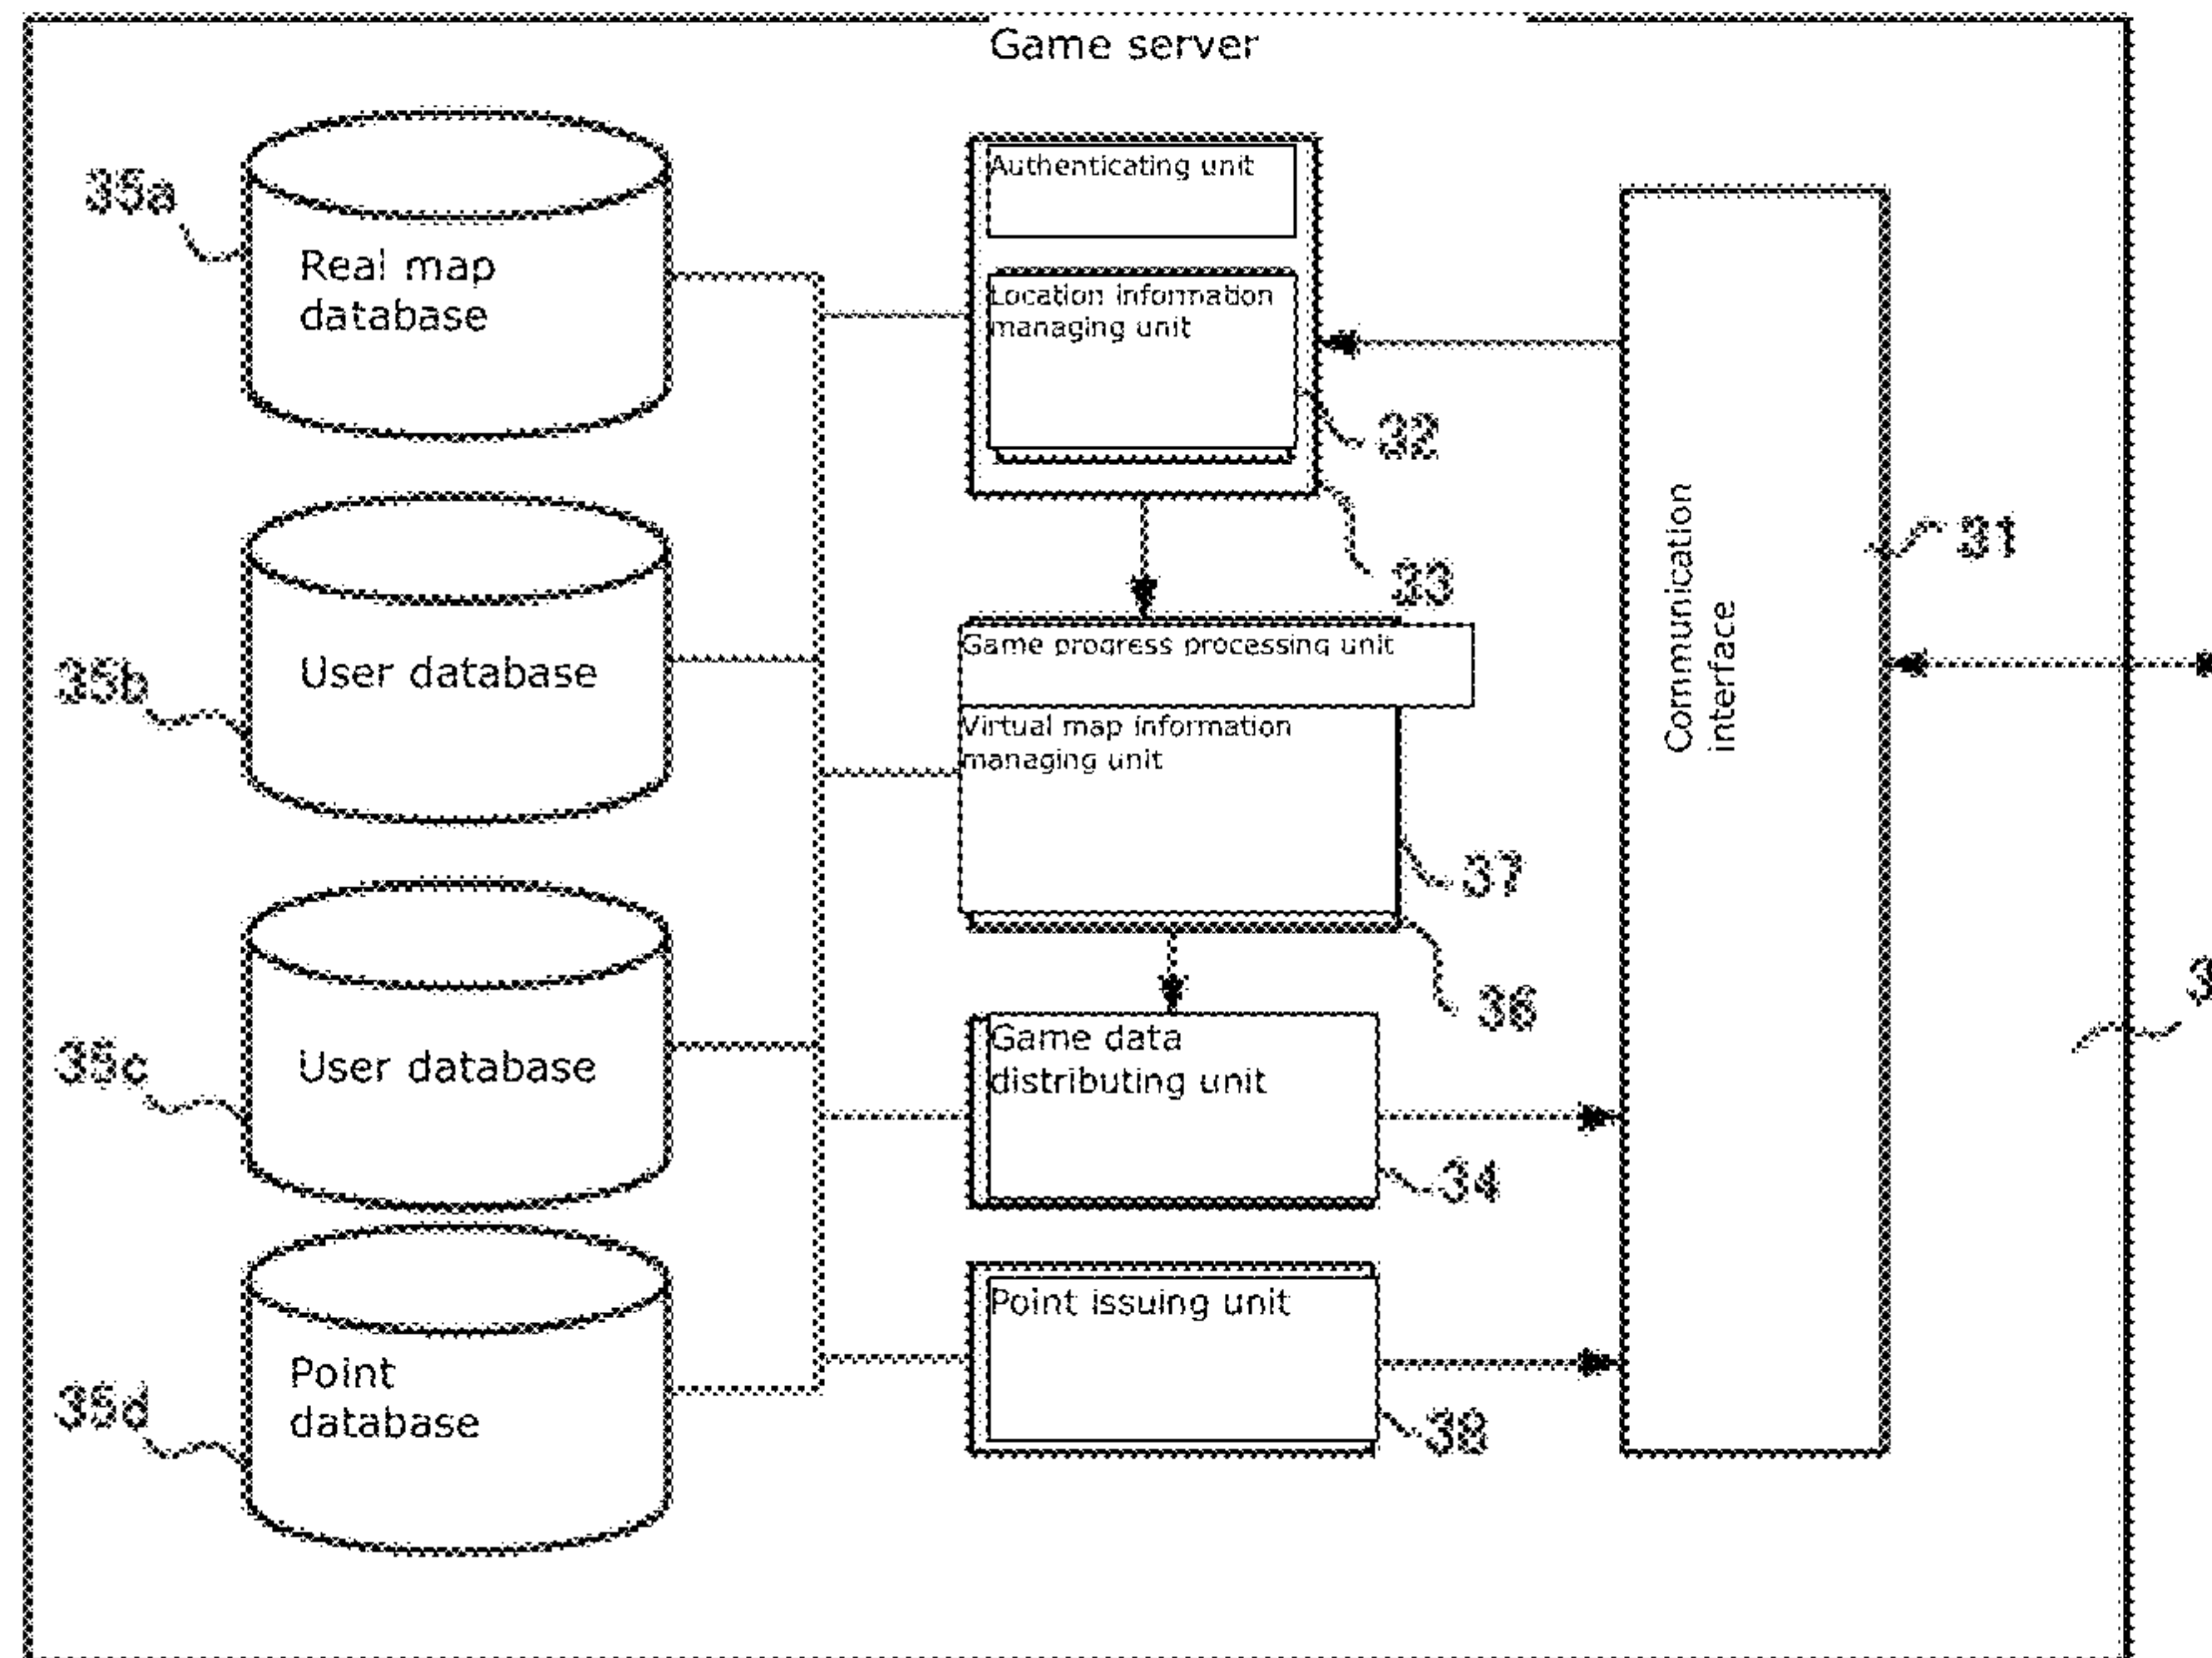 Game server
35a
Real map
database
Authenticating unit
Location information
managing unit
32
33
Communication
interface
31
35b
User database
Game progress processing unit
Virtual map information
managing unit
37
36
35c
User database
Game data
distributing unit
34
3
35d
Point
database
Point issuing unit
38